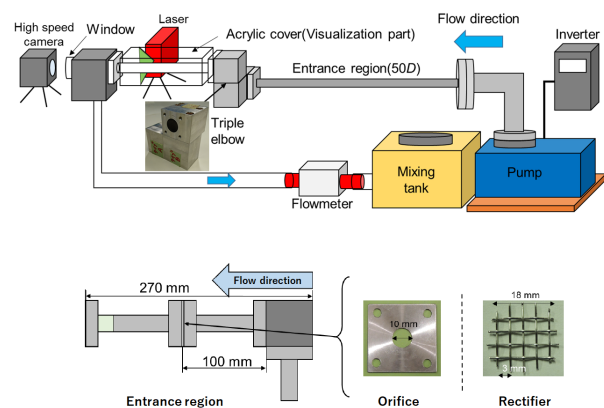 High speed
camera
Window
Laser
Acrylic cover(Visualization part)
Flow direction
Inverter
Entrance region(50D)
Triple
elbow
Mixing
tank
Pump
Flowmeter
270 mm
Flow direction
100 mm
Entrance region
10 mm
Orifice
18 mm
3 mm
Rectifier